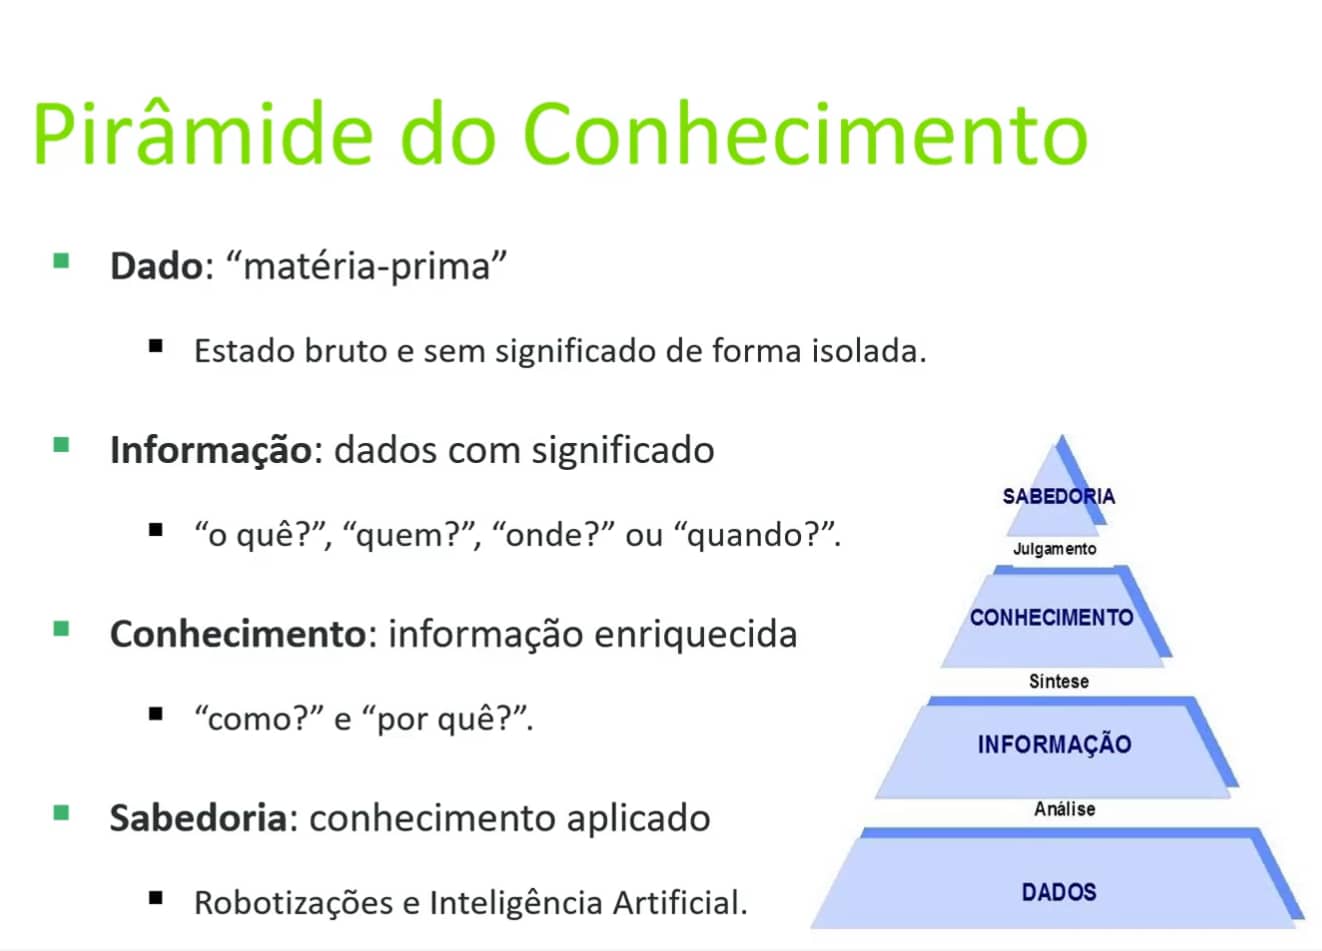 Pirâmide do Conhecimento
Dado: “matéria-prima”
Estado bruto e sem significado de forma isolada.
Informação: dados com significado
“o quê?”, “quem?”, “onde?” ou “quando?”.
Conhecimento: informação enriquecida
“como?” e “por quê?”.
Sabedoria: conhecimento aplicado
Robotizações e Inteligência Artificial.
SABEDORIA
Julgamento
CONHECIMENTO
Síntese
INFORMAÇÃO
Análise
DADOS